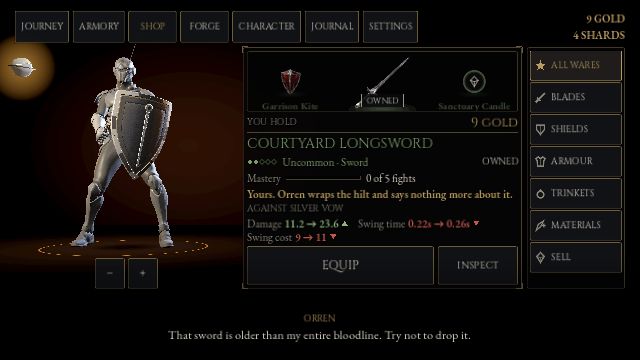 JOURNEY ARMORY SHOP FORGE CHARACTER JOURNAL SETTINGS
9 GOLD
4 SHARDS
Garrison Kite OWNED Sanctuary Candle
YOU HOLD 9 GOLD
COURTYARD LONGSWORD
Uncommon · Sword OWNED
Mastery 0 of 5 fights
Yours. Orren wraps the hilt and says nothing more about it.
AGAINST SILVER VOW
Damage 11.2 → 23.6 ▲ Swing time 0.22s → 0.26s ▼
Swing cost 9 → 11 ▼
EQUIP INSPECT
− +
ALL WARES
BLADES
SHIELDS
ARMOUR
TRINKETS
MATERIALS
SELL
ORREN
That sword is older than my entire bloodline. Try not to drop it.